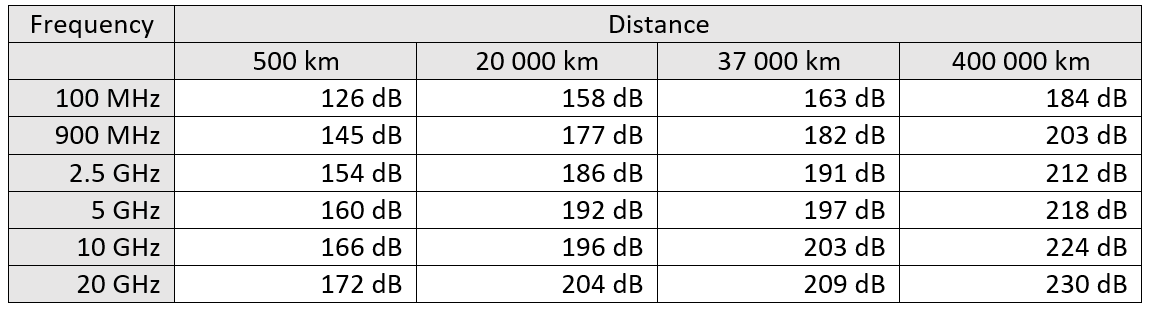 Frequency Distance
500 km 20 000 km 37 000 km 400 000 km
100 MHz 126 dB 158 dB 163 dB 184 dB
900 MHz 145 dB 177 dB 182 dB 203 dB
2.5 GHz 154 dB 186 dB 191 dB 212 dB
5 GHz 160 dB 192 dB 197 dB 218 dB
10 GHz 166 dB 196 dB 203 dB 224 dB
20 GHz 172 dB 204 dB 209 dB 230 dB